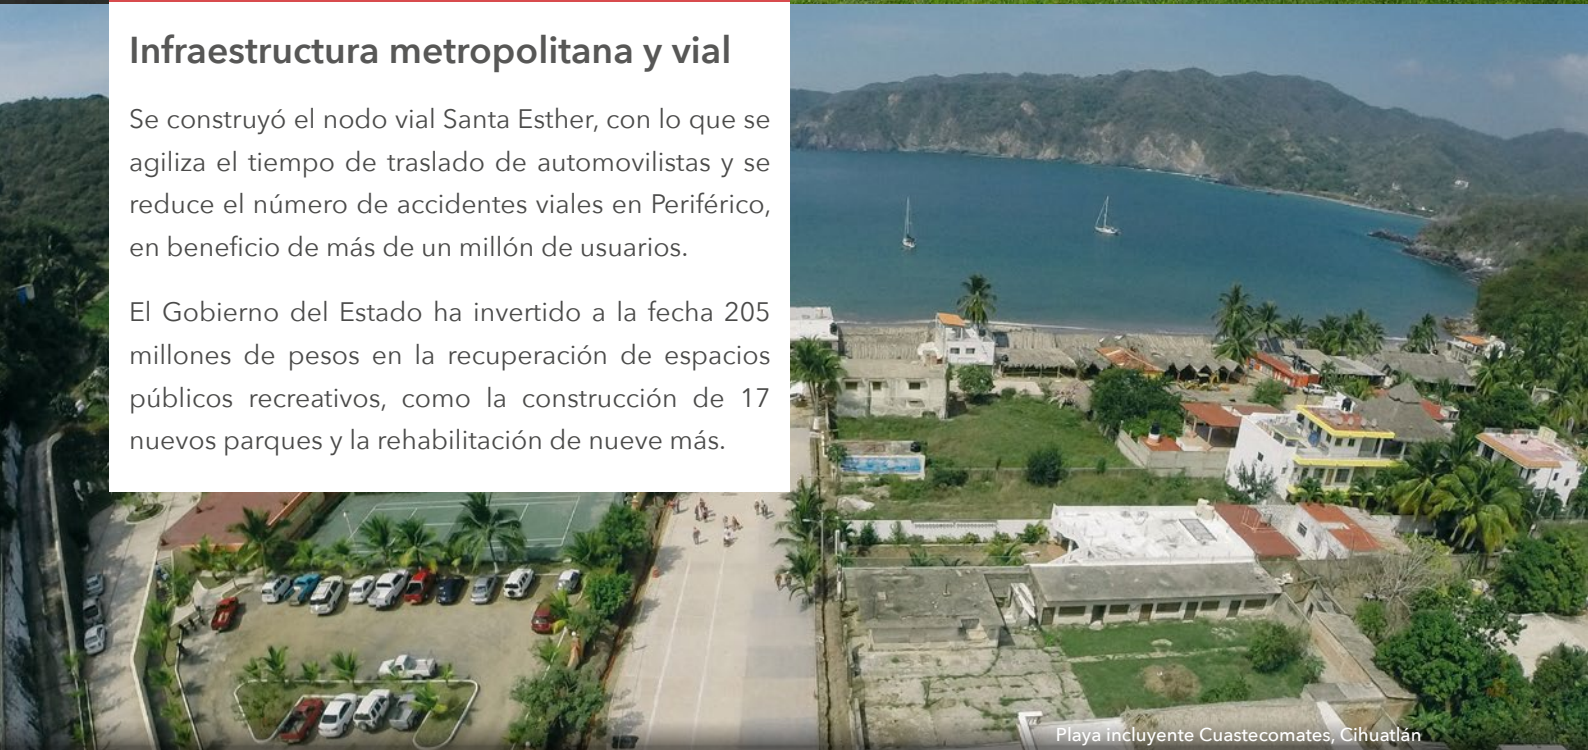 Infraestructura metropolitana y vial
Se construyó el nodo vial Santa Esther, con lo que se
agiliza el tiempo de traslado de automovilistas y se
reduce el número de accidentes viales en Periférico,
en beneficio de más de un millón de usuarios.
El Gobierno del Estado ha invertido a la fecha 205
millones de pesos en la recuperación de espacios
públicos recreativos, como la construcción de 17
nuevos parques y la rehabilitación de nueve más.
Playa incluyente Cuastecomates, Cihuatlán